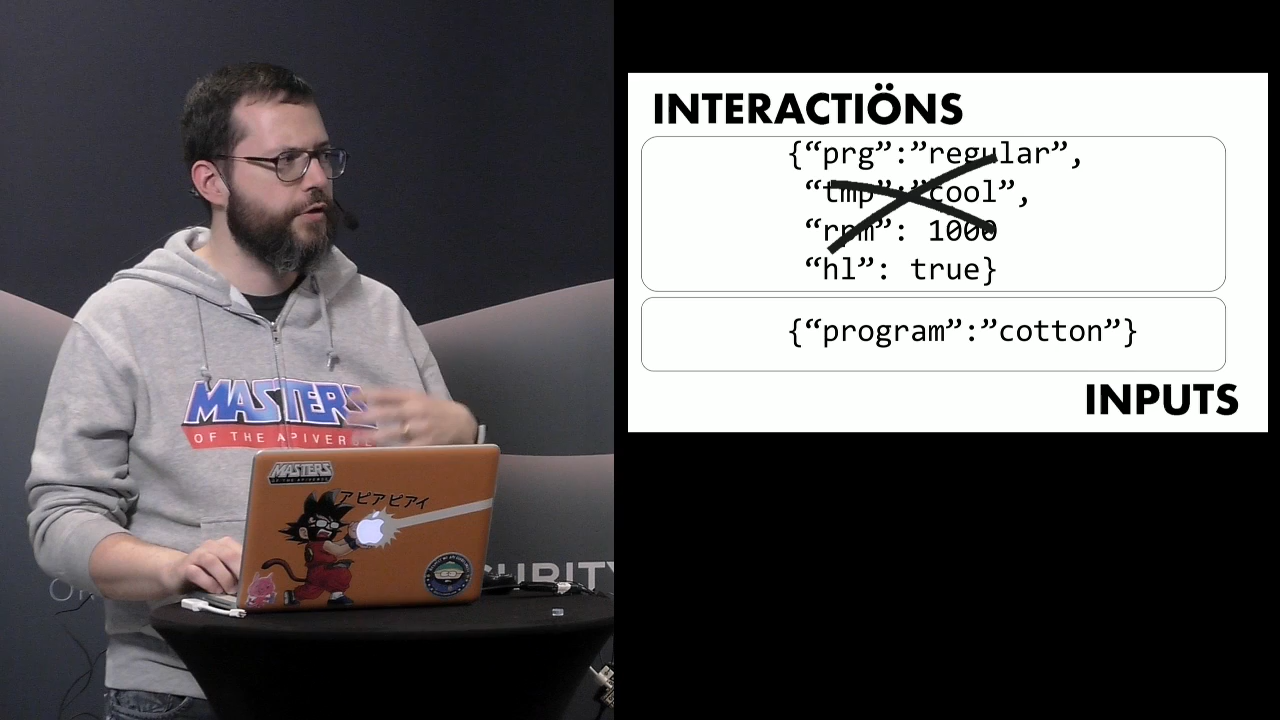 INTERACTIÖNS
{“prg”:”regular”,
“tmp”:”cool”,
“rpm”: 1000
“hl”: true}
{“program”:”cotton”}
INPUTS
MASTERS
OF THE APIVERSE
MASTERS
OF THE APIVERSE
アピアピアイ
CURITY